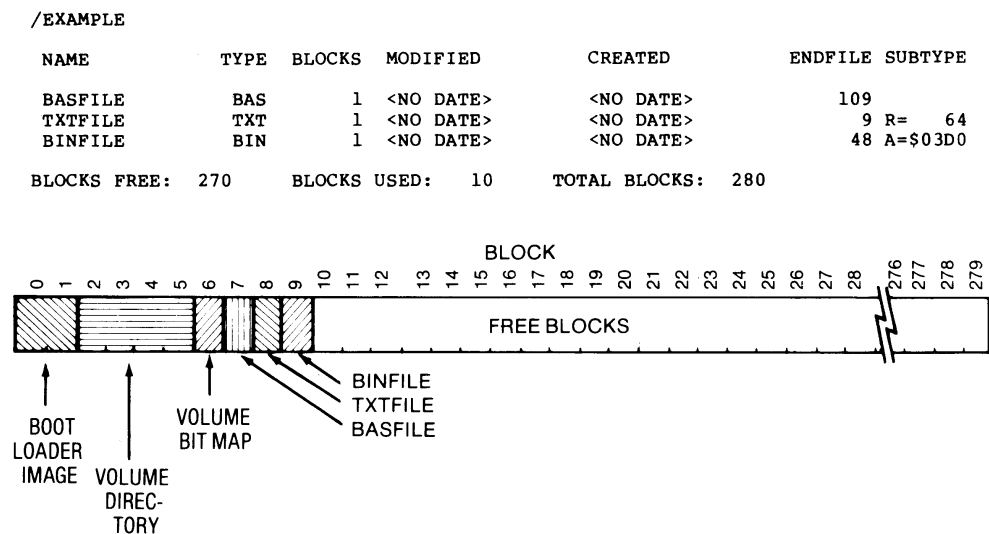 /EXAMPLE
NAME TYPE BLOCKS MODIFIED CREATED ENDFILE SUBTYPE
BASFILE BAS 1 <NO DATE> <NO DATE> 109
TXTFILE TXT 1 <NO DATE> <NO DATE> 9 R= 64
BINFILE BIN 1 <NO DATE> <NO DATE> 48 A=$03D0
BLOCKS FREE: 270 BLOCKS USED: 10 TOTAL BLOCKS: 280
BLOCK
0 1 2 3 4 5 6 7 8 9 10 11 12 13 14 15 16 17 18 19 20 21 22 23 24 25 26 27 28 276 277 278 279
FREE BLOCKS
BINFILE
TXTFILE
BASFILE
BOOT
LOADER
IMAGE
VOLUME
DIREC-
TORY
VOLUME
BIT MAP